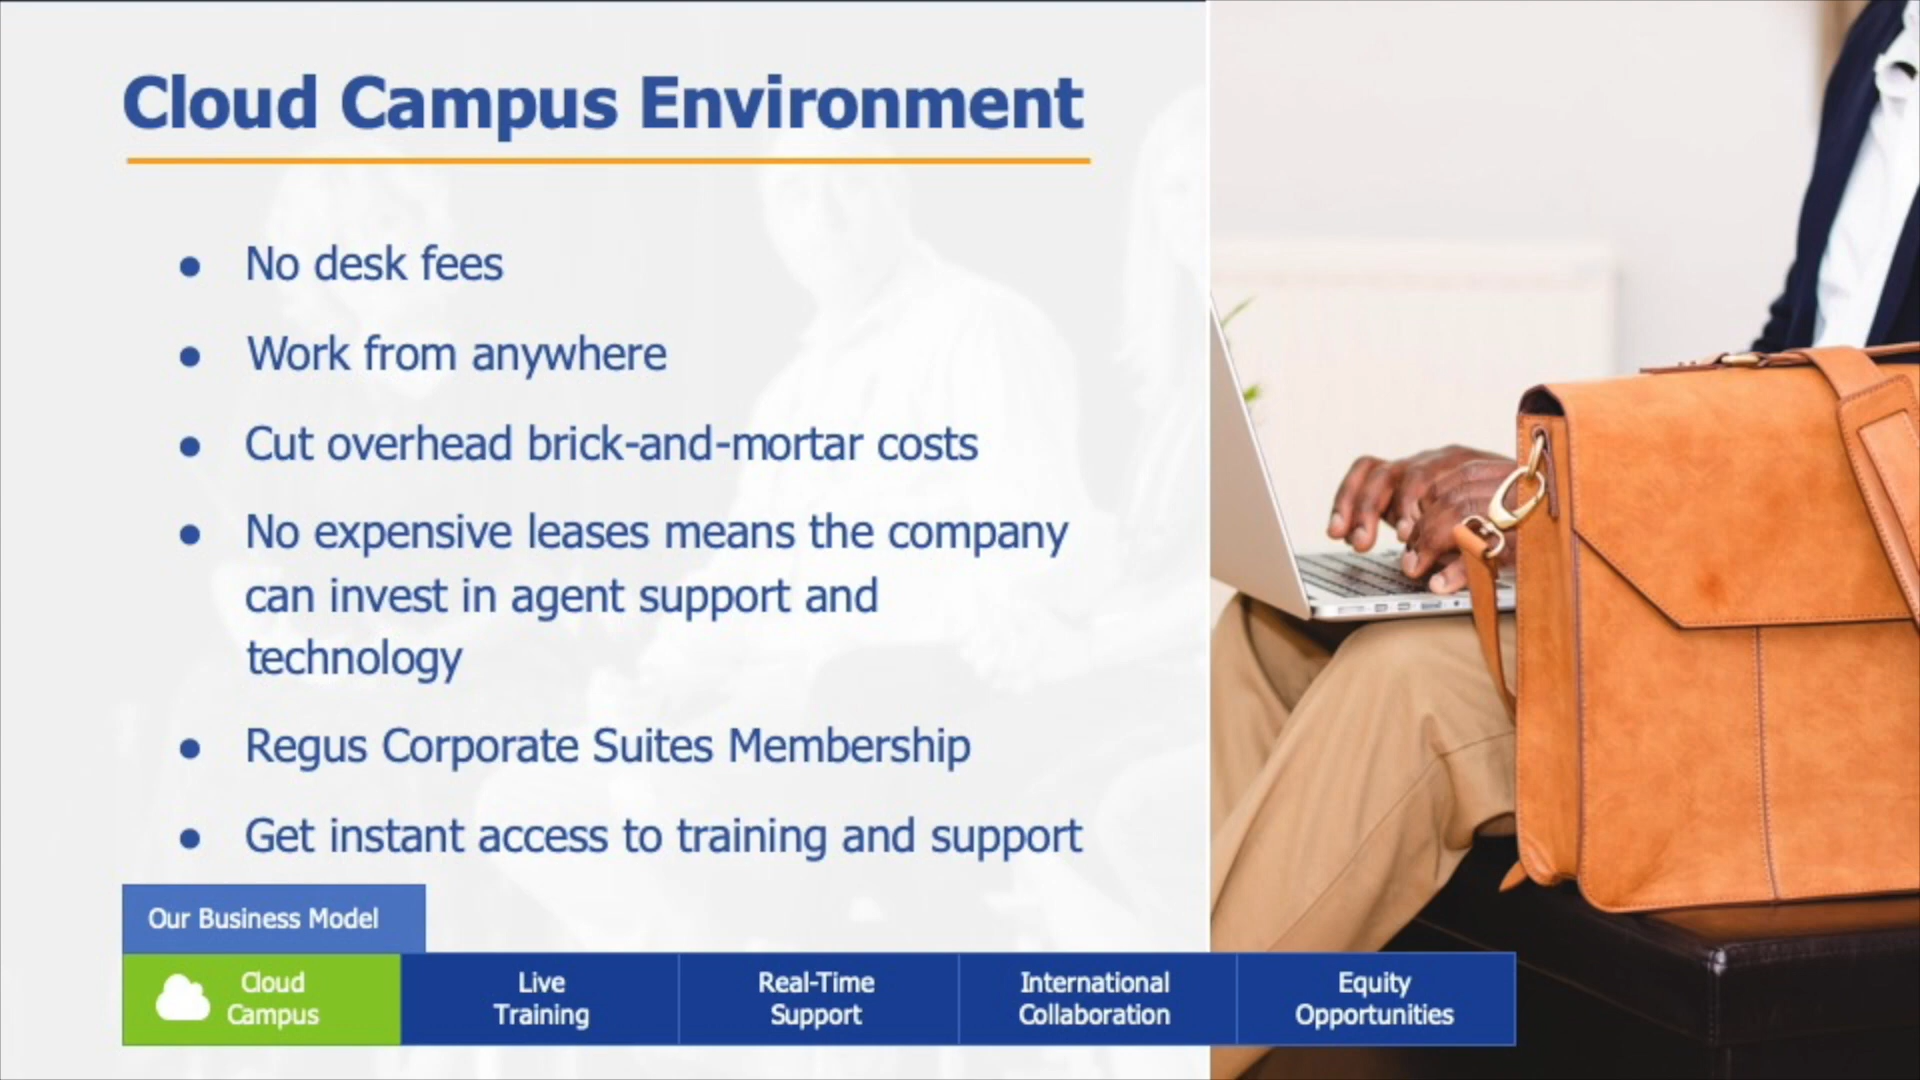 Cloud Campus Environment
● No desk fees
● Work from anywhere
● Cut overhead brick-and-mortar costs
● No expensive leases means the company
can invest in agent support and
technology
● Regus Corporate Suites Membership
● Get instant access to training and support
Our Business Model
Cloud
Campus
Live
Training
Real-Time
Support
International
Collaboration
Equity
Opportunities